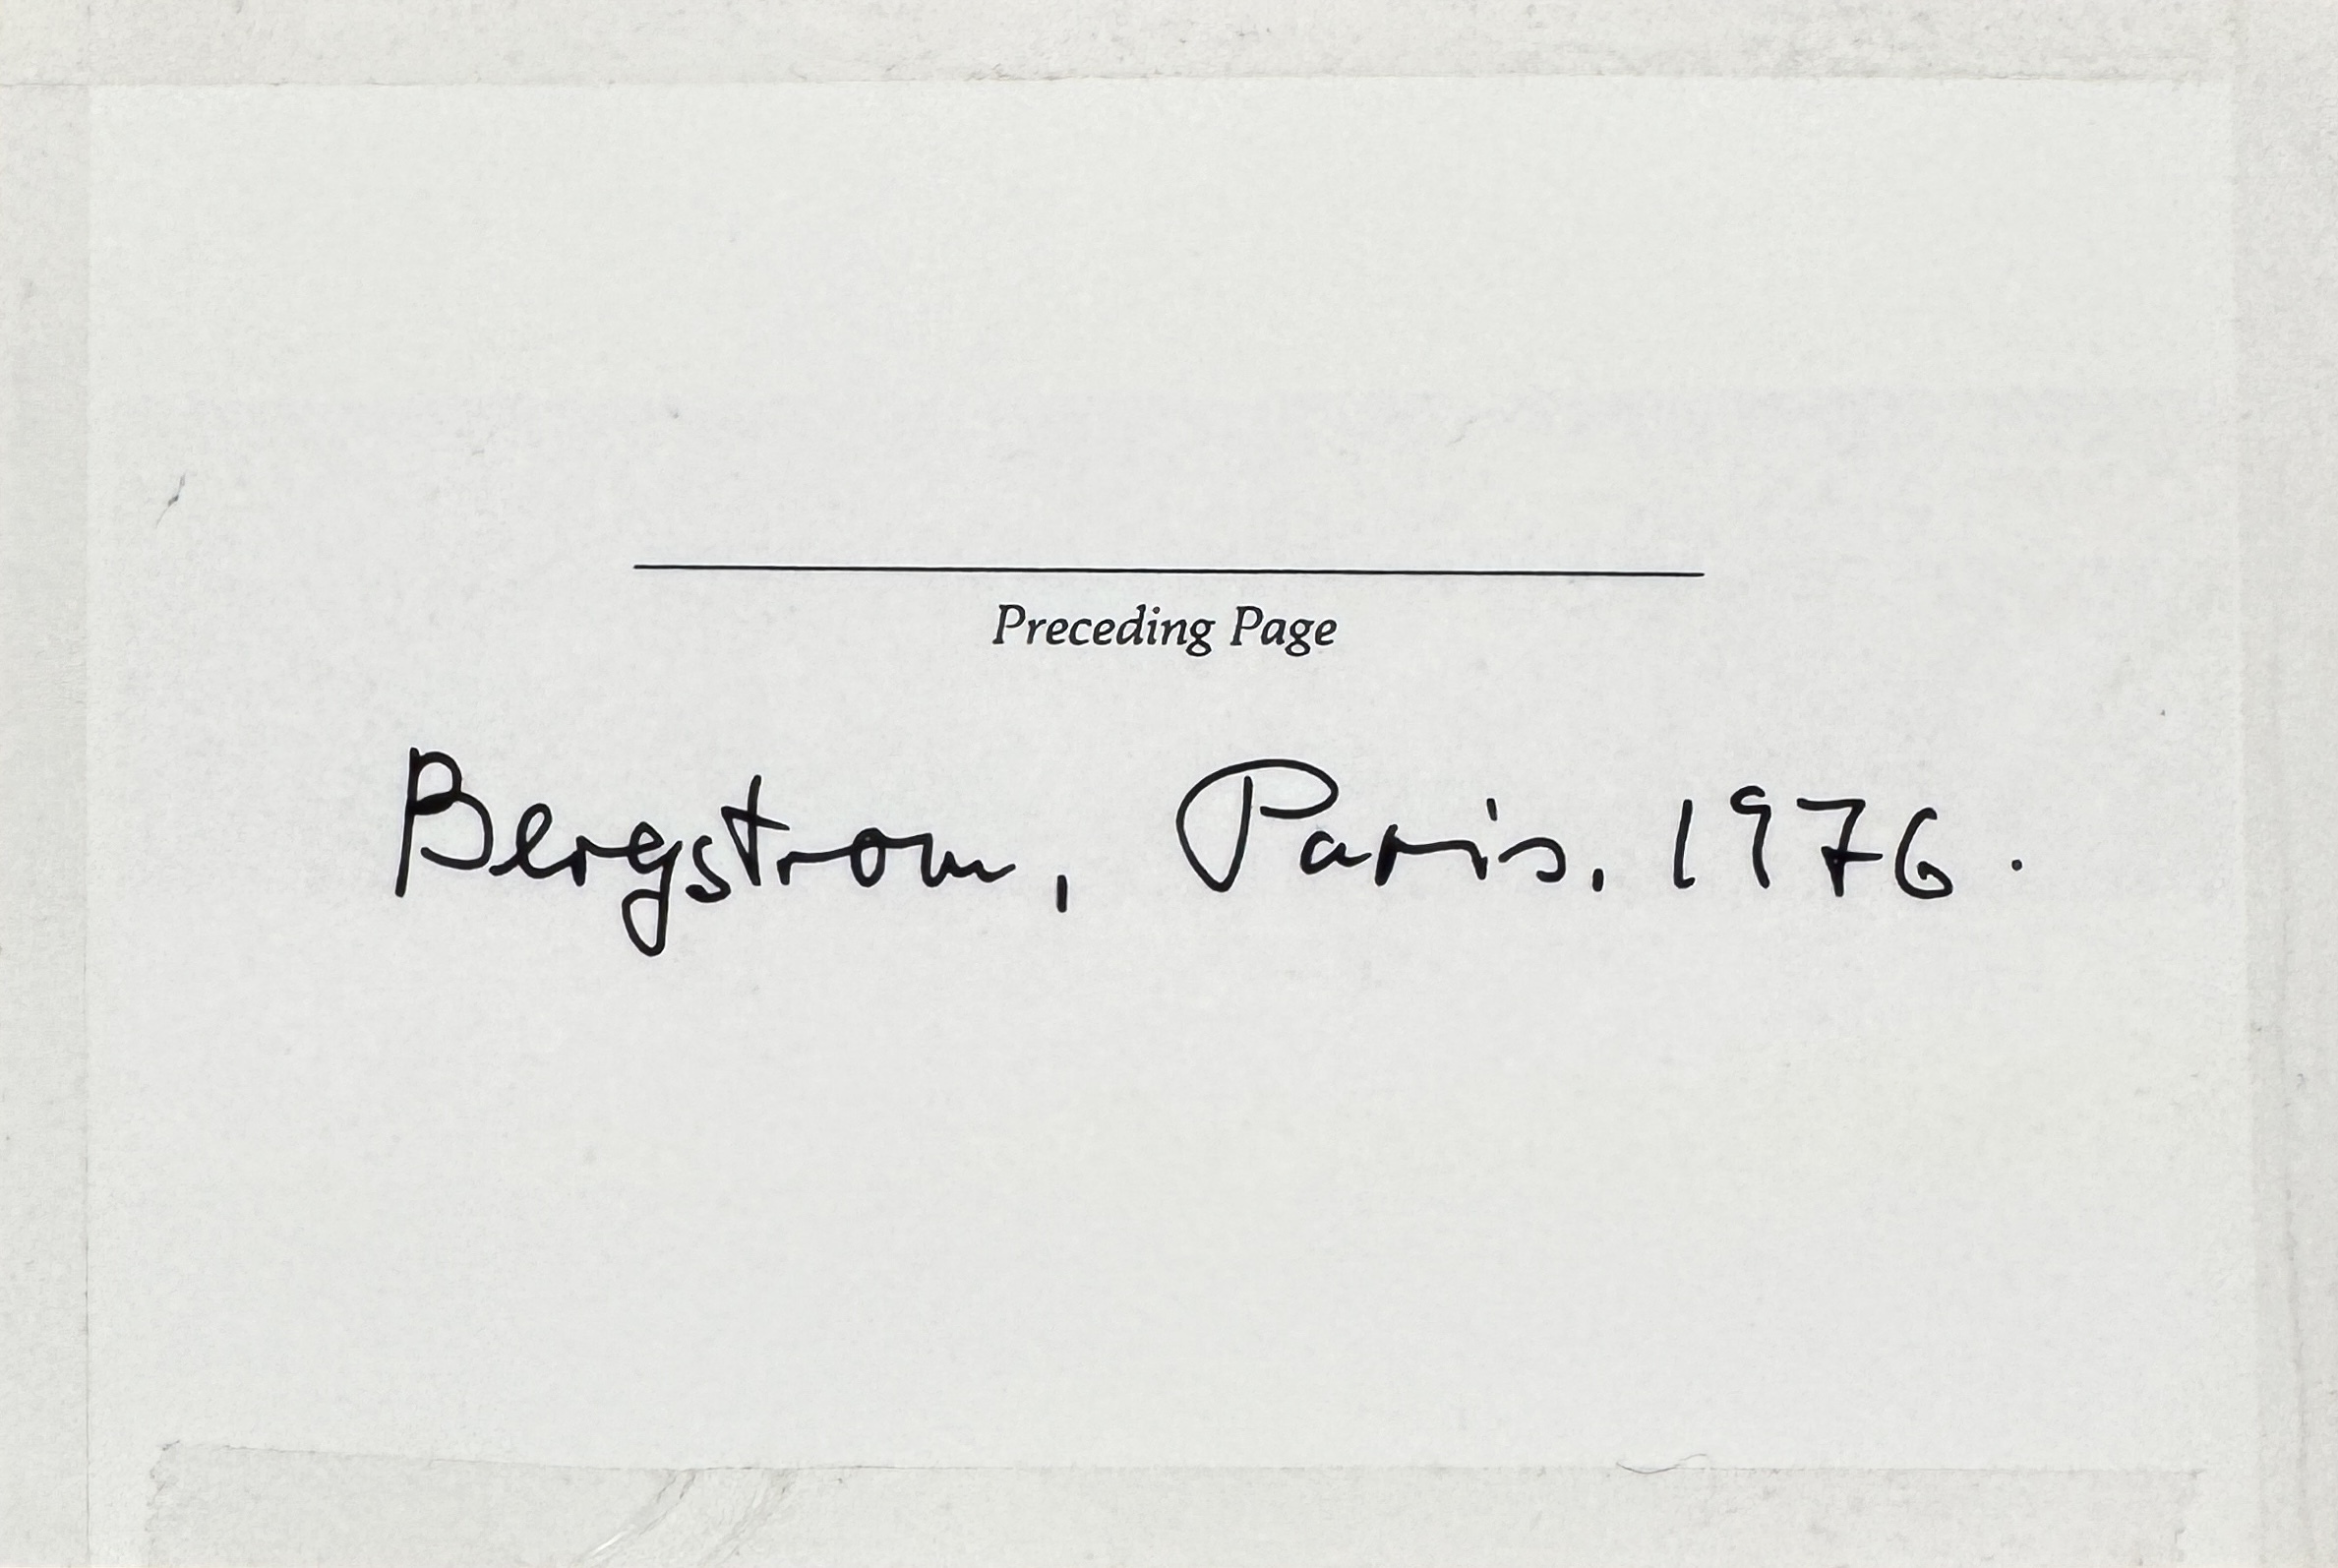 Preceding Page
Bergstrom, Paris. 1976.